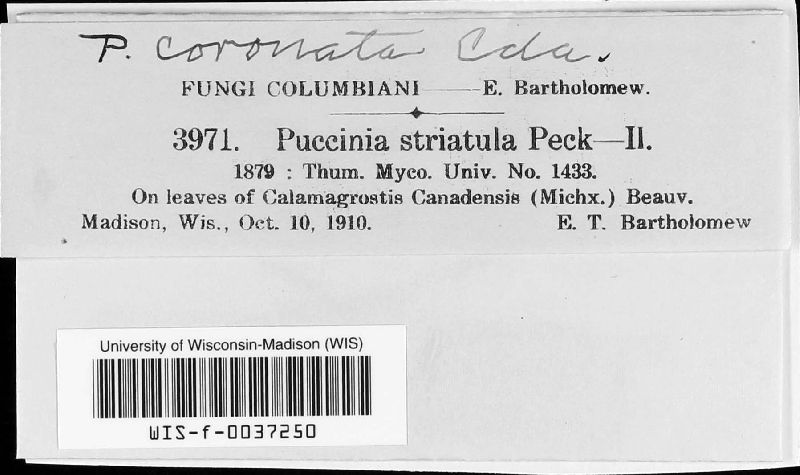 P. coronata Cda.
FUNGI COLUMBIANI — E. Bartholomew.
3971. Puccinia striatula Peck—II.
1879 : Thum. Myco. Univ. No. 1433.
On leaves of Calamagrostis Canadensis (Michx.) Beauv.
Madison, Wis., Oct. 10, 1910. E. T. Bartholomew
University of Wisconsin-Madison (WIS)
WIS-f-0037250